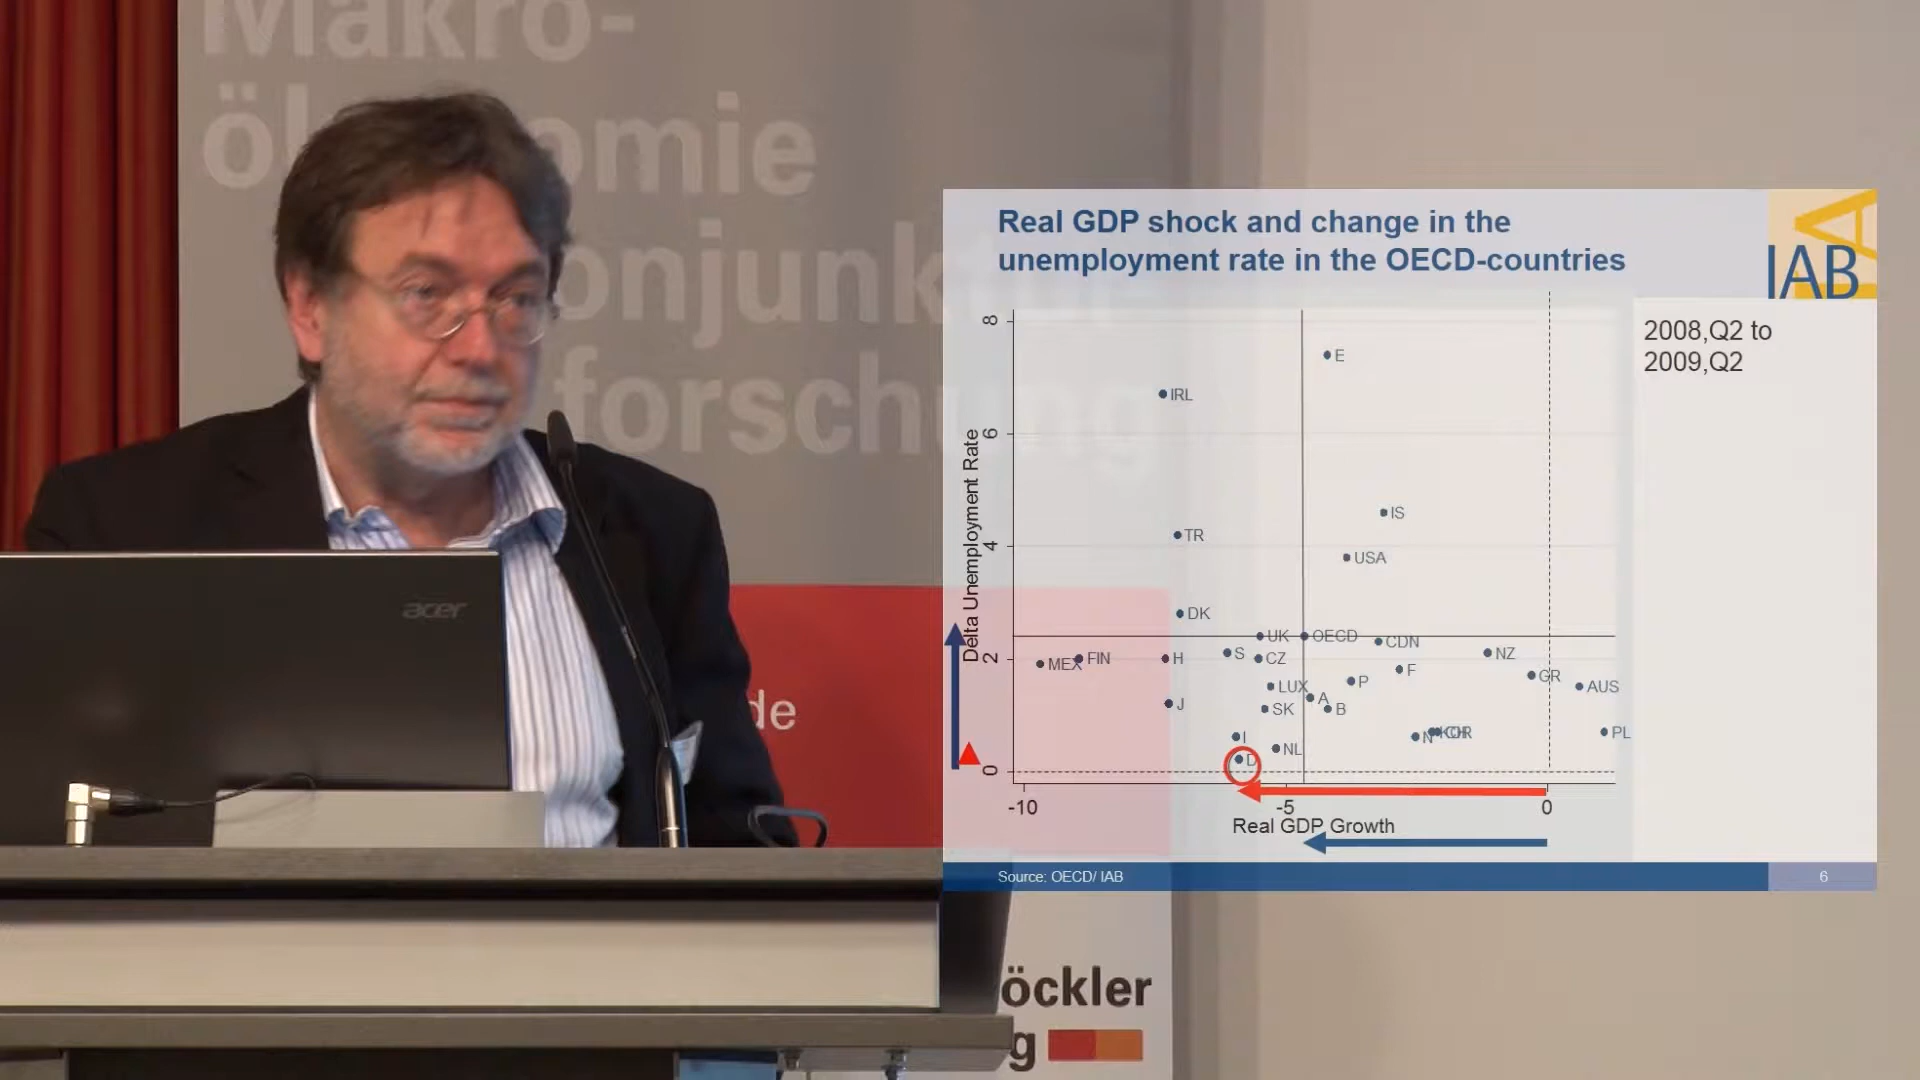 Makro-
ök
omie
onjunktur
forschung
acer
de
öckler
g
Real GDP shock and change in the
unemployment rate in the OECD-countries
IAB
2008,Q2 to
2009,Q2
Delta Unemployment Rate
8
6
4
2
0
E
IRL
IS
TR
USA
DK
UK
OECD
CDN
S
CZ
NZ
MEX
FIN
H
F
GR
LUX
P
AUS
J
A
SK
B
I
N
PL
NL
D
-10
-5
0
Real GDP Growth
Source: OECD/ IAB
6